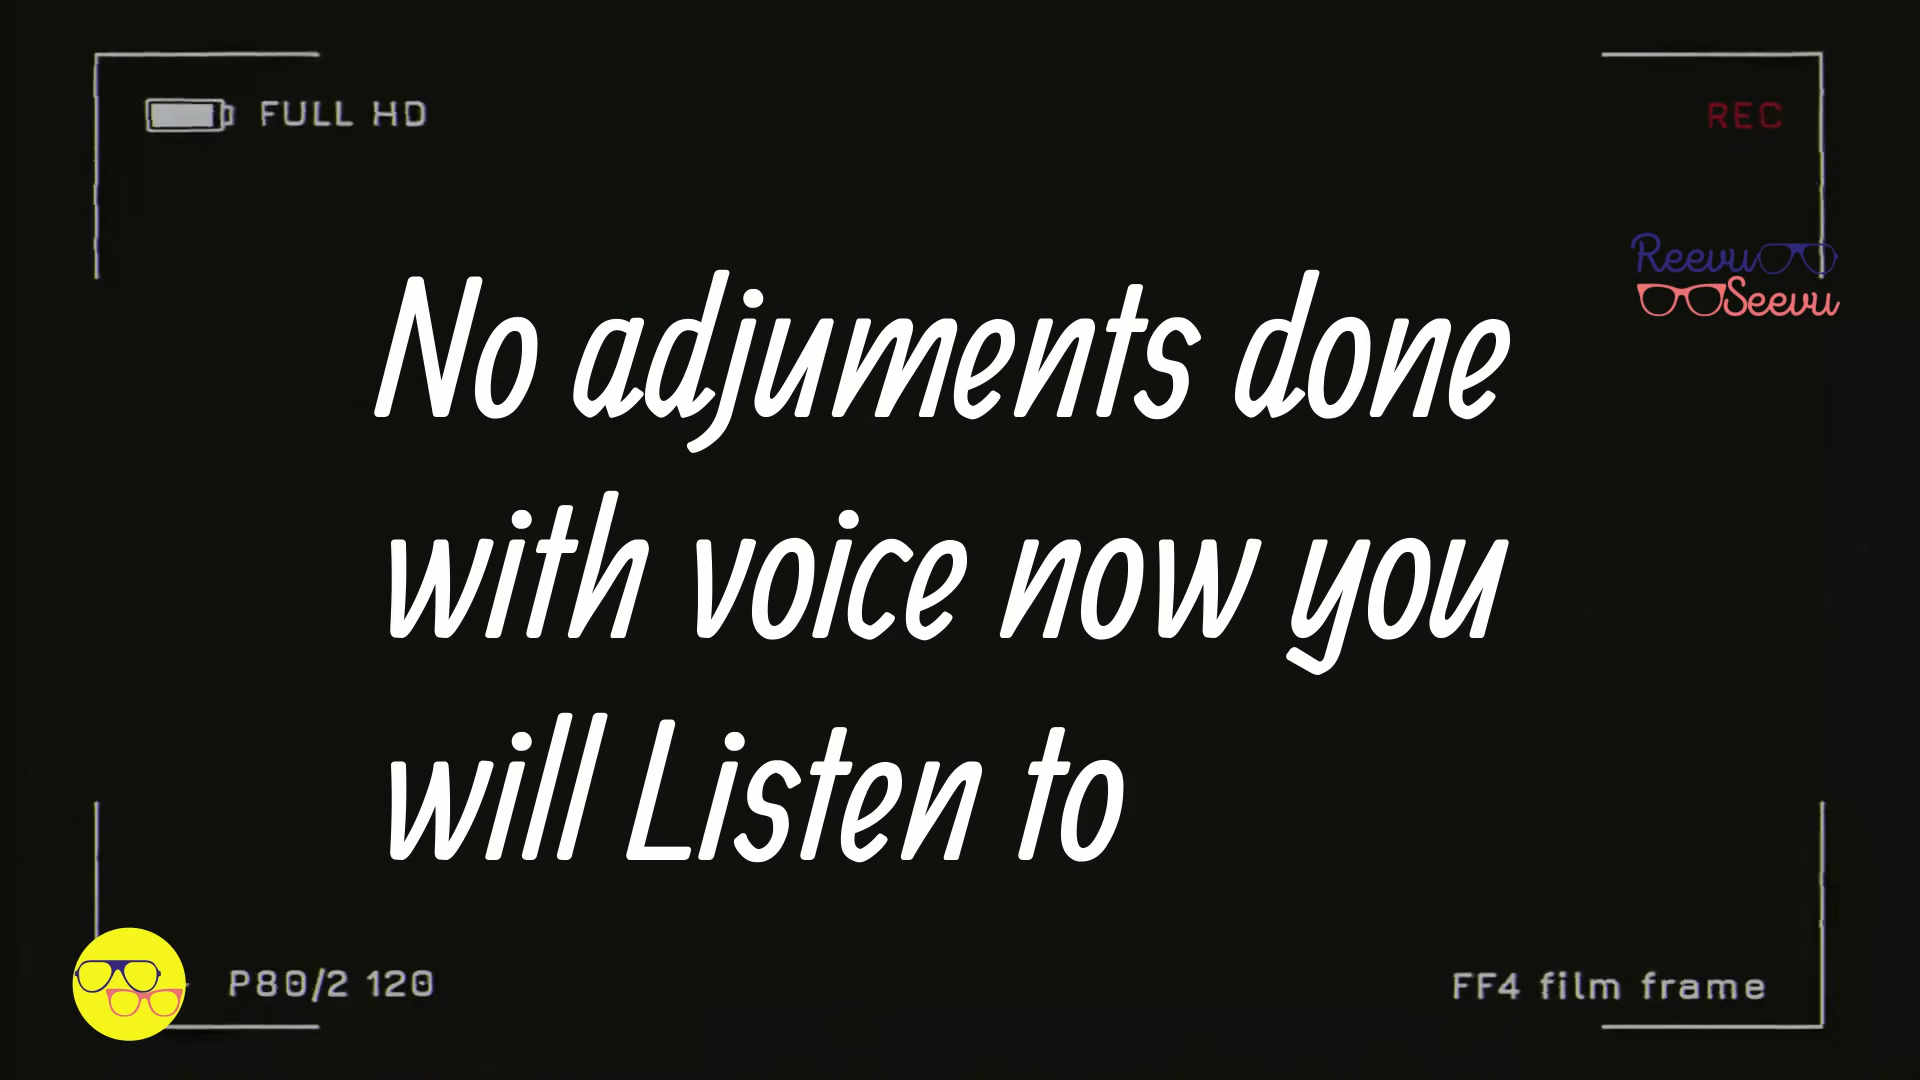 FULL HD
REC
Reevu
Seevu
No adjuments done
with voice now you
will Listen to
P80/2 120
FF4 film frame